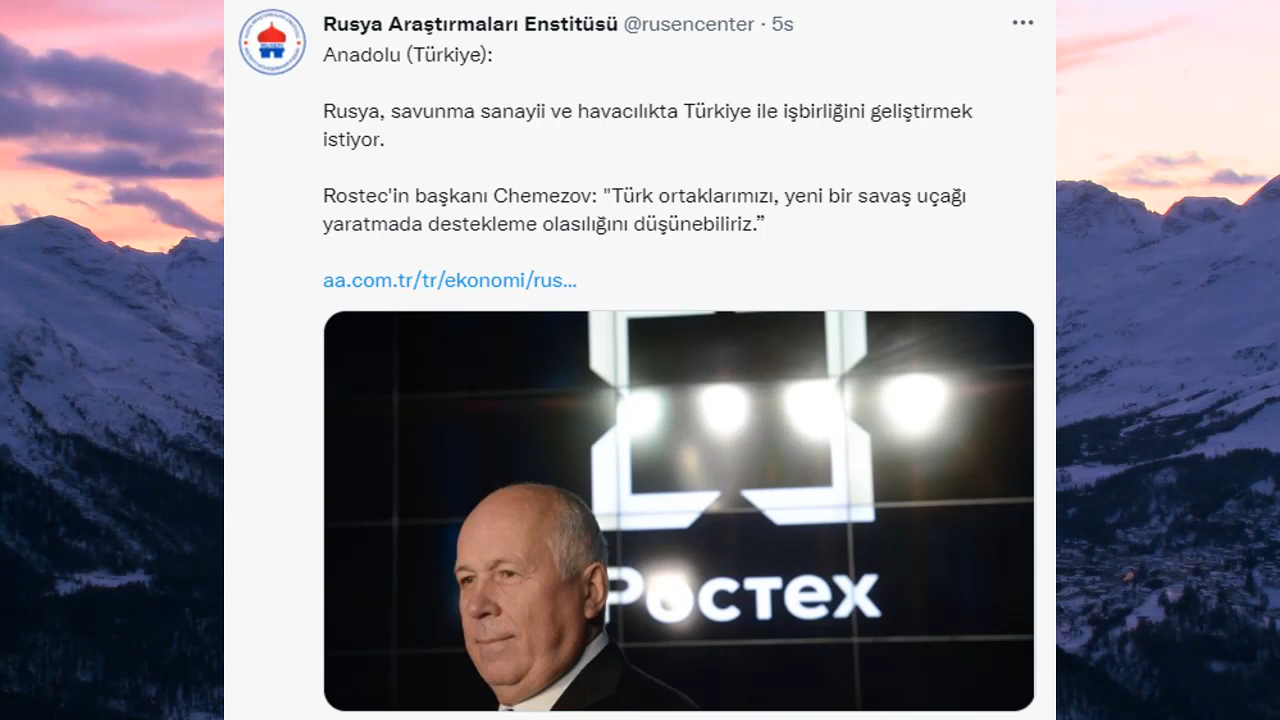 Rusya Araştırmaları Enstitüsü @rusencenter · 5s
Anadolu (Türkiye):
Rusya, savunma sanayii ve havacılıkta Türkiye ile işbirliğini geliştirmek
istiyor.
Rostec'in başkanı Chemezov: "Türk ortaklarımızı, yeni bir savaş uçağı
yaratmada destekleme olasılığını düşünebiliriz.”
aa.com.tr/tr/ekonomi/rus...
Ростех